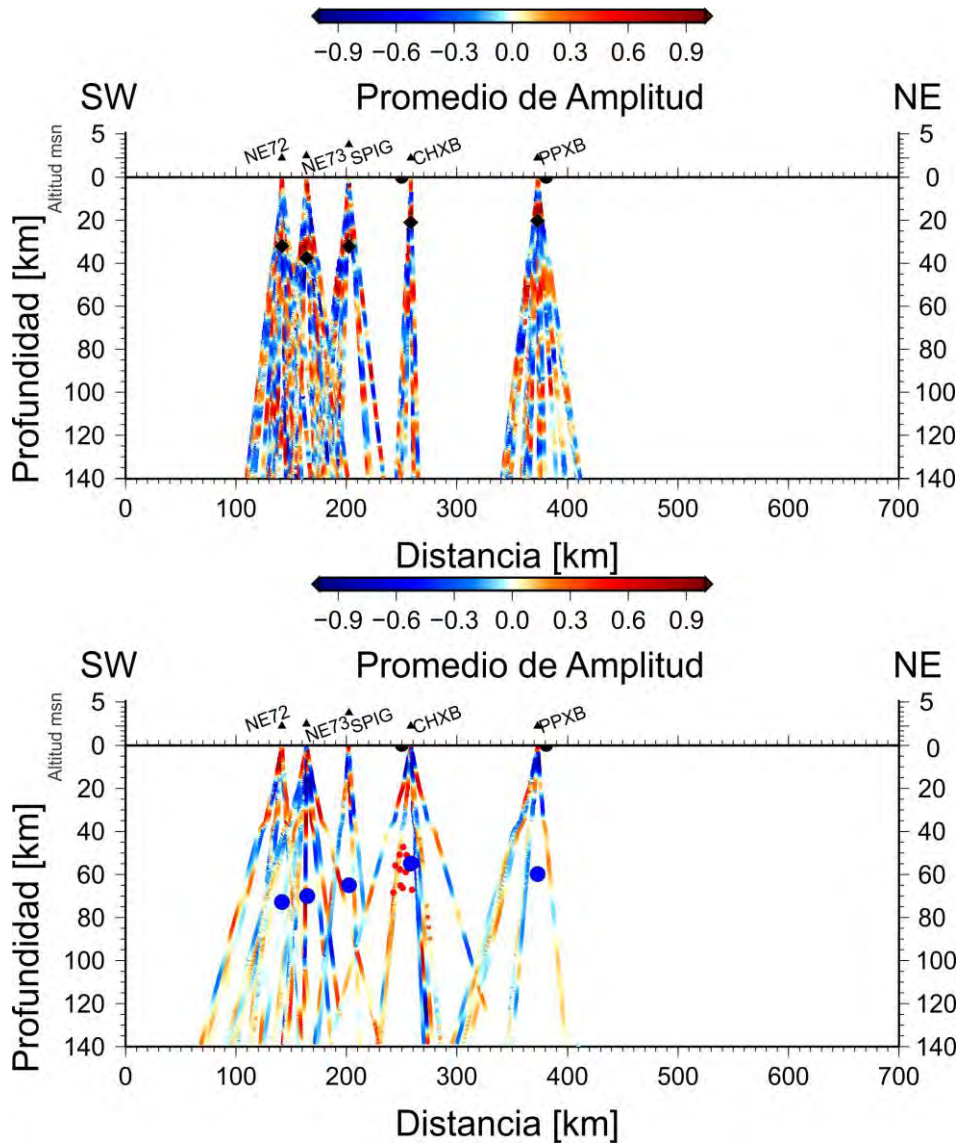 −0.9 −0.6 −0.3 0.0 0.3 0.6 0.9
SW Promedio de Amplitud NE
Altitud msn
5 5
0 0
NE72 NE73 SPIG CHXB PPXB
Profundidad [km]
20 20
40 40
60 60
80 80
100 100
120 120
140 140
0 100 200 300 400 500 600 700
Distancia [km]
−0.9 −0.6 −0.3 0.0 0.3 0.6 0.9
SW Promedio de Amplitud NE
Altitud msn
5 5
0 0
NE72 NE73 SPIG CHXB PPXB
Profundidad [km]
20 20
40 40
60 60
80 80
100 100
120 120
140 140
0 100 200 300 400 500 600 700
Distancia [km]